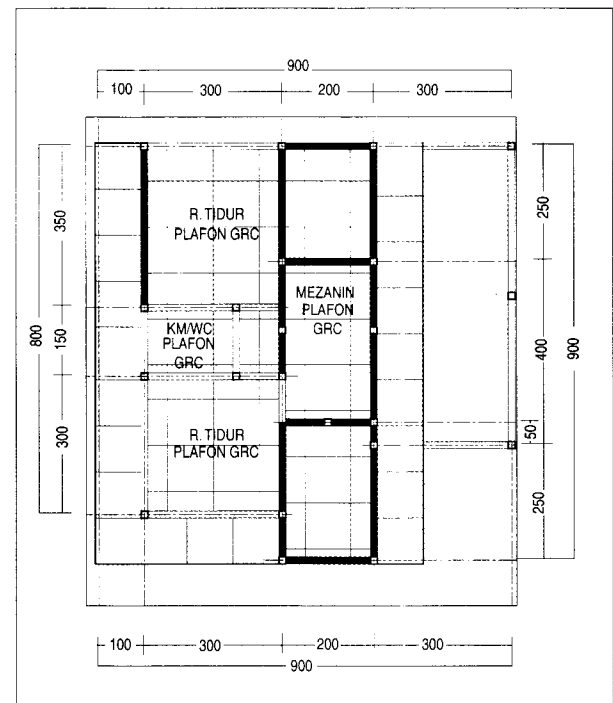 900
100 300 200 300
350
150
300
800
R. TIDUR
PLAFON GRC
KM/WC
PLAFON
GRC
R. TIDUR
PLAFON GRC
MEZANIN
PLAFON
GRC
250
400
50
250
900
100 300 200 300
900